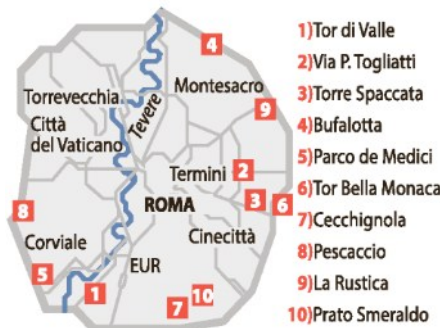 4
Montesacro
9
Torrevecchia
Tevere
Città
del Vaticano
Termini
2
ROMA
3
6
8
Cinecittà
Corviale
EUR
5
1
7
10
1)Tor di Valle
2)Via P.Togliatti
3)Torre Spaccata
4)Bufalotta
5)Parco de Medici
6)Tor Bella Monaca
7)Cecchignola
8)Pescaccio
9)La Rustica
10)Prato Smeraldo